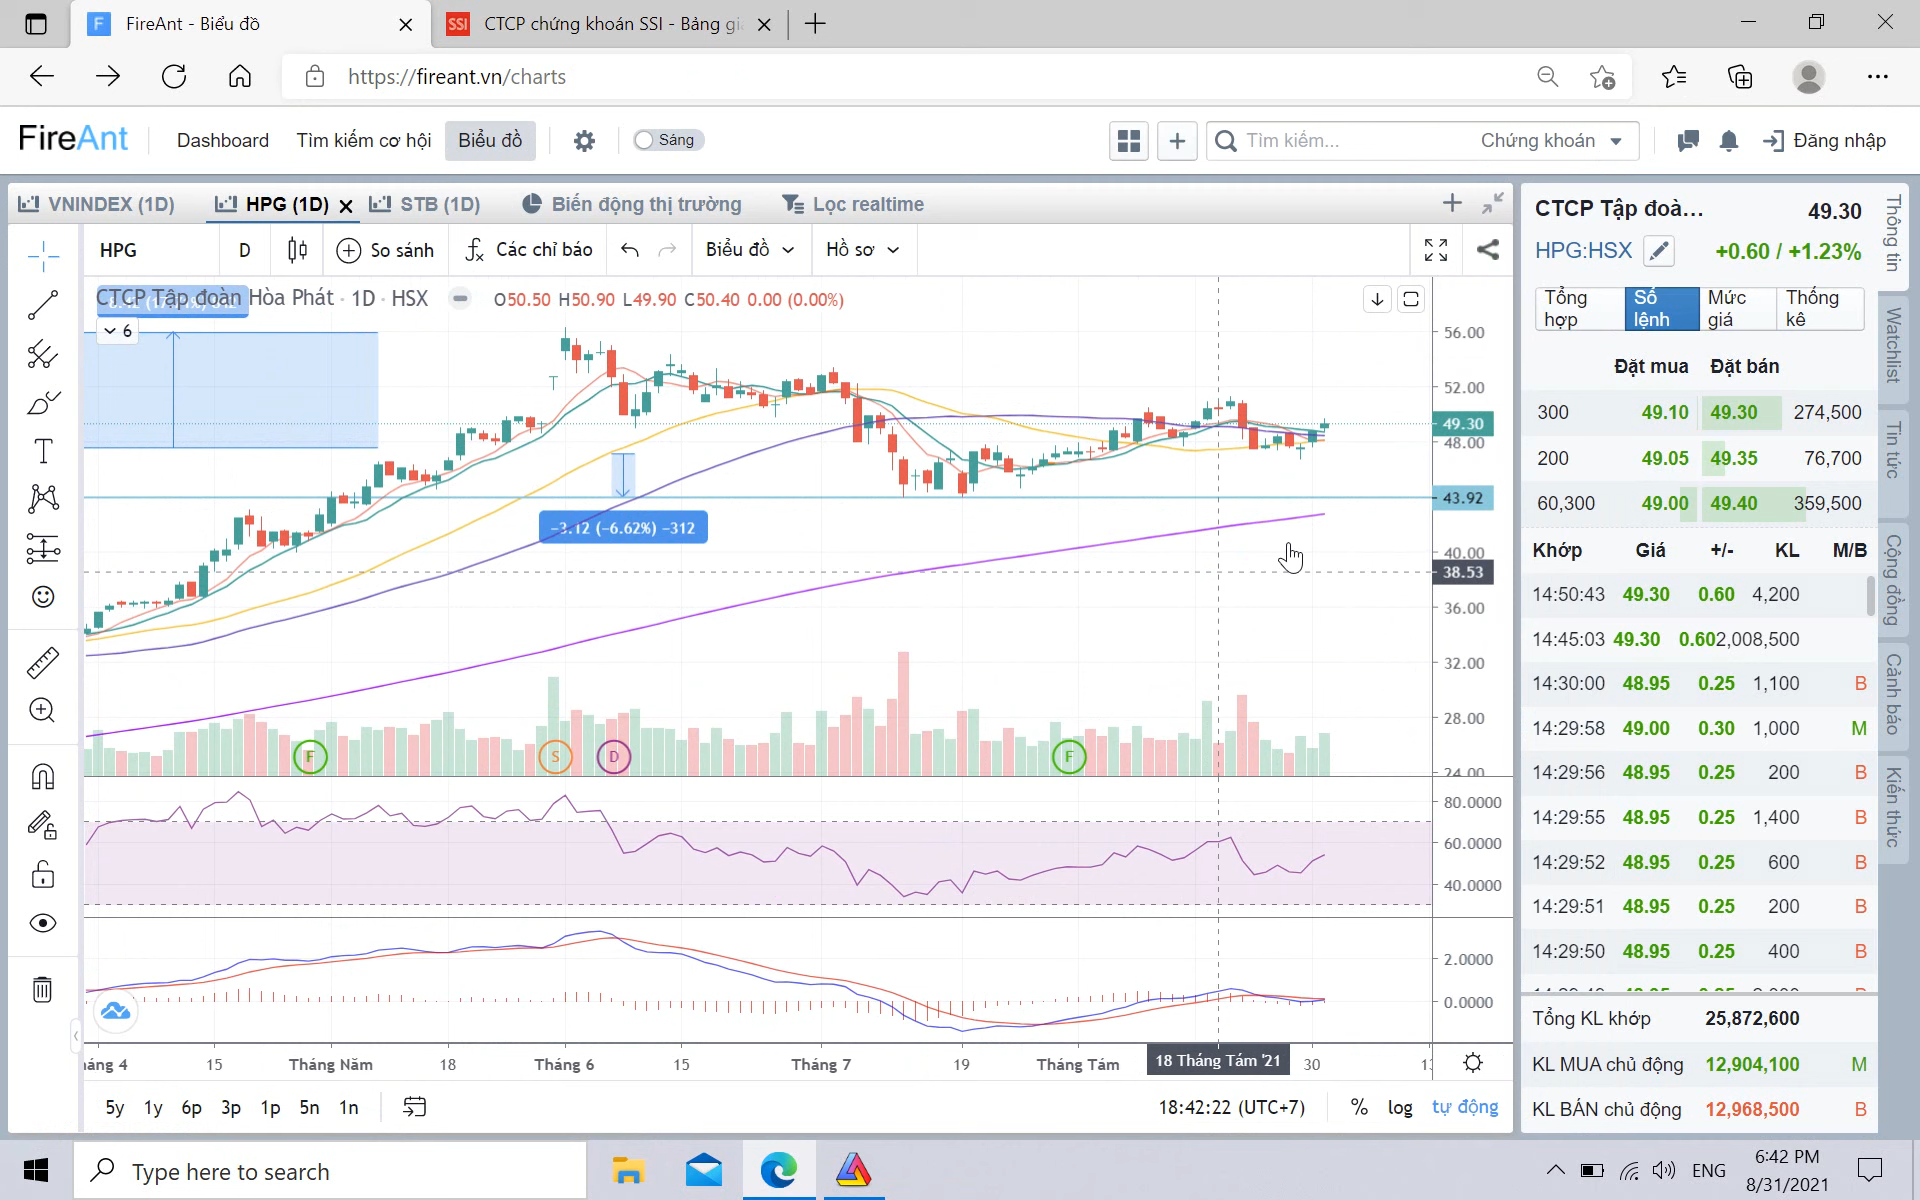 FireAnt - Biểu đồ
CTCP chứng khoán SSI - Bảng gi
https://fireant.vn/charts
FireAnt Dashboard Tìm kiếm cơ hội Biểu đồ Sáng Tìm kiếm... Chứng khoán Đăng nhập
VNINDEX (1D) HPG (1D) STB (1D) Biến động thị trường Lọc realtime
HPG D So sánh Các chỉ báo Biểu đồ Hồ sơ
CTCP Tập đoàn Hòa Phát · 1D · HSX O50.50 H50.90 L49.90 C50.40 0.00 (0.00%)
6
56.00
52.00
49.30
48.00
43.92
−3.12 (−6.62%) −312
40.00
38.53
36.00
32.00
28.00
24.00
F S D F
80.0000
60.0000
40.0000
2.0000
0.0000
áng 4 15 Tháng Năm 18 Tháng 6 15 Tháng 7 19 Tháng Tám 18 Tháng Tám '21 30
5y 1y 6p 3p 1p 5n 1n 18:42:22 (UTC+7) % log tự động
CTCP Tập đoà... 49.30
HPG:HSX +0.60 / +1.23%
Tổng hợp Sổ lệnh Mức giá Thống kê
Đặt mua Đặt bán
300 49.10 49.30 274,500
200 49.05 49.35 76,700
60,300 49.00 49.40 359,500
Khớp Giá +/- KL M/B
14:50:43 49.30 0.60 4,200
14:45:03 49.30 0.60 2,008,500
14:30:00 48.95 0.25 1,100 B
14:29:58 49.00 0.30 1,000 M
14:29:56 48.95 0.25 200 B
14:29:55 48.95 0.25 1,400 B
14:29:52 48.95 0.25 600 B
14:29:51 48.95 0.25 200 B
14:29:50 48.95 0.25 400 B
Tổng KL khớp 25,872,600
KL MUA chủ động 12,904,100 M
KL BÁN chủ động 12,968,500 B
Thông tin
Watchlist
Tin tức
Cộng đồng
Cảnh báo
Kiến thức
Type here to search
ENG
6:42 PM
8/31/2021